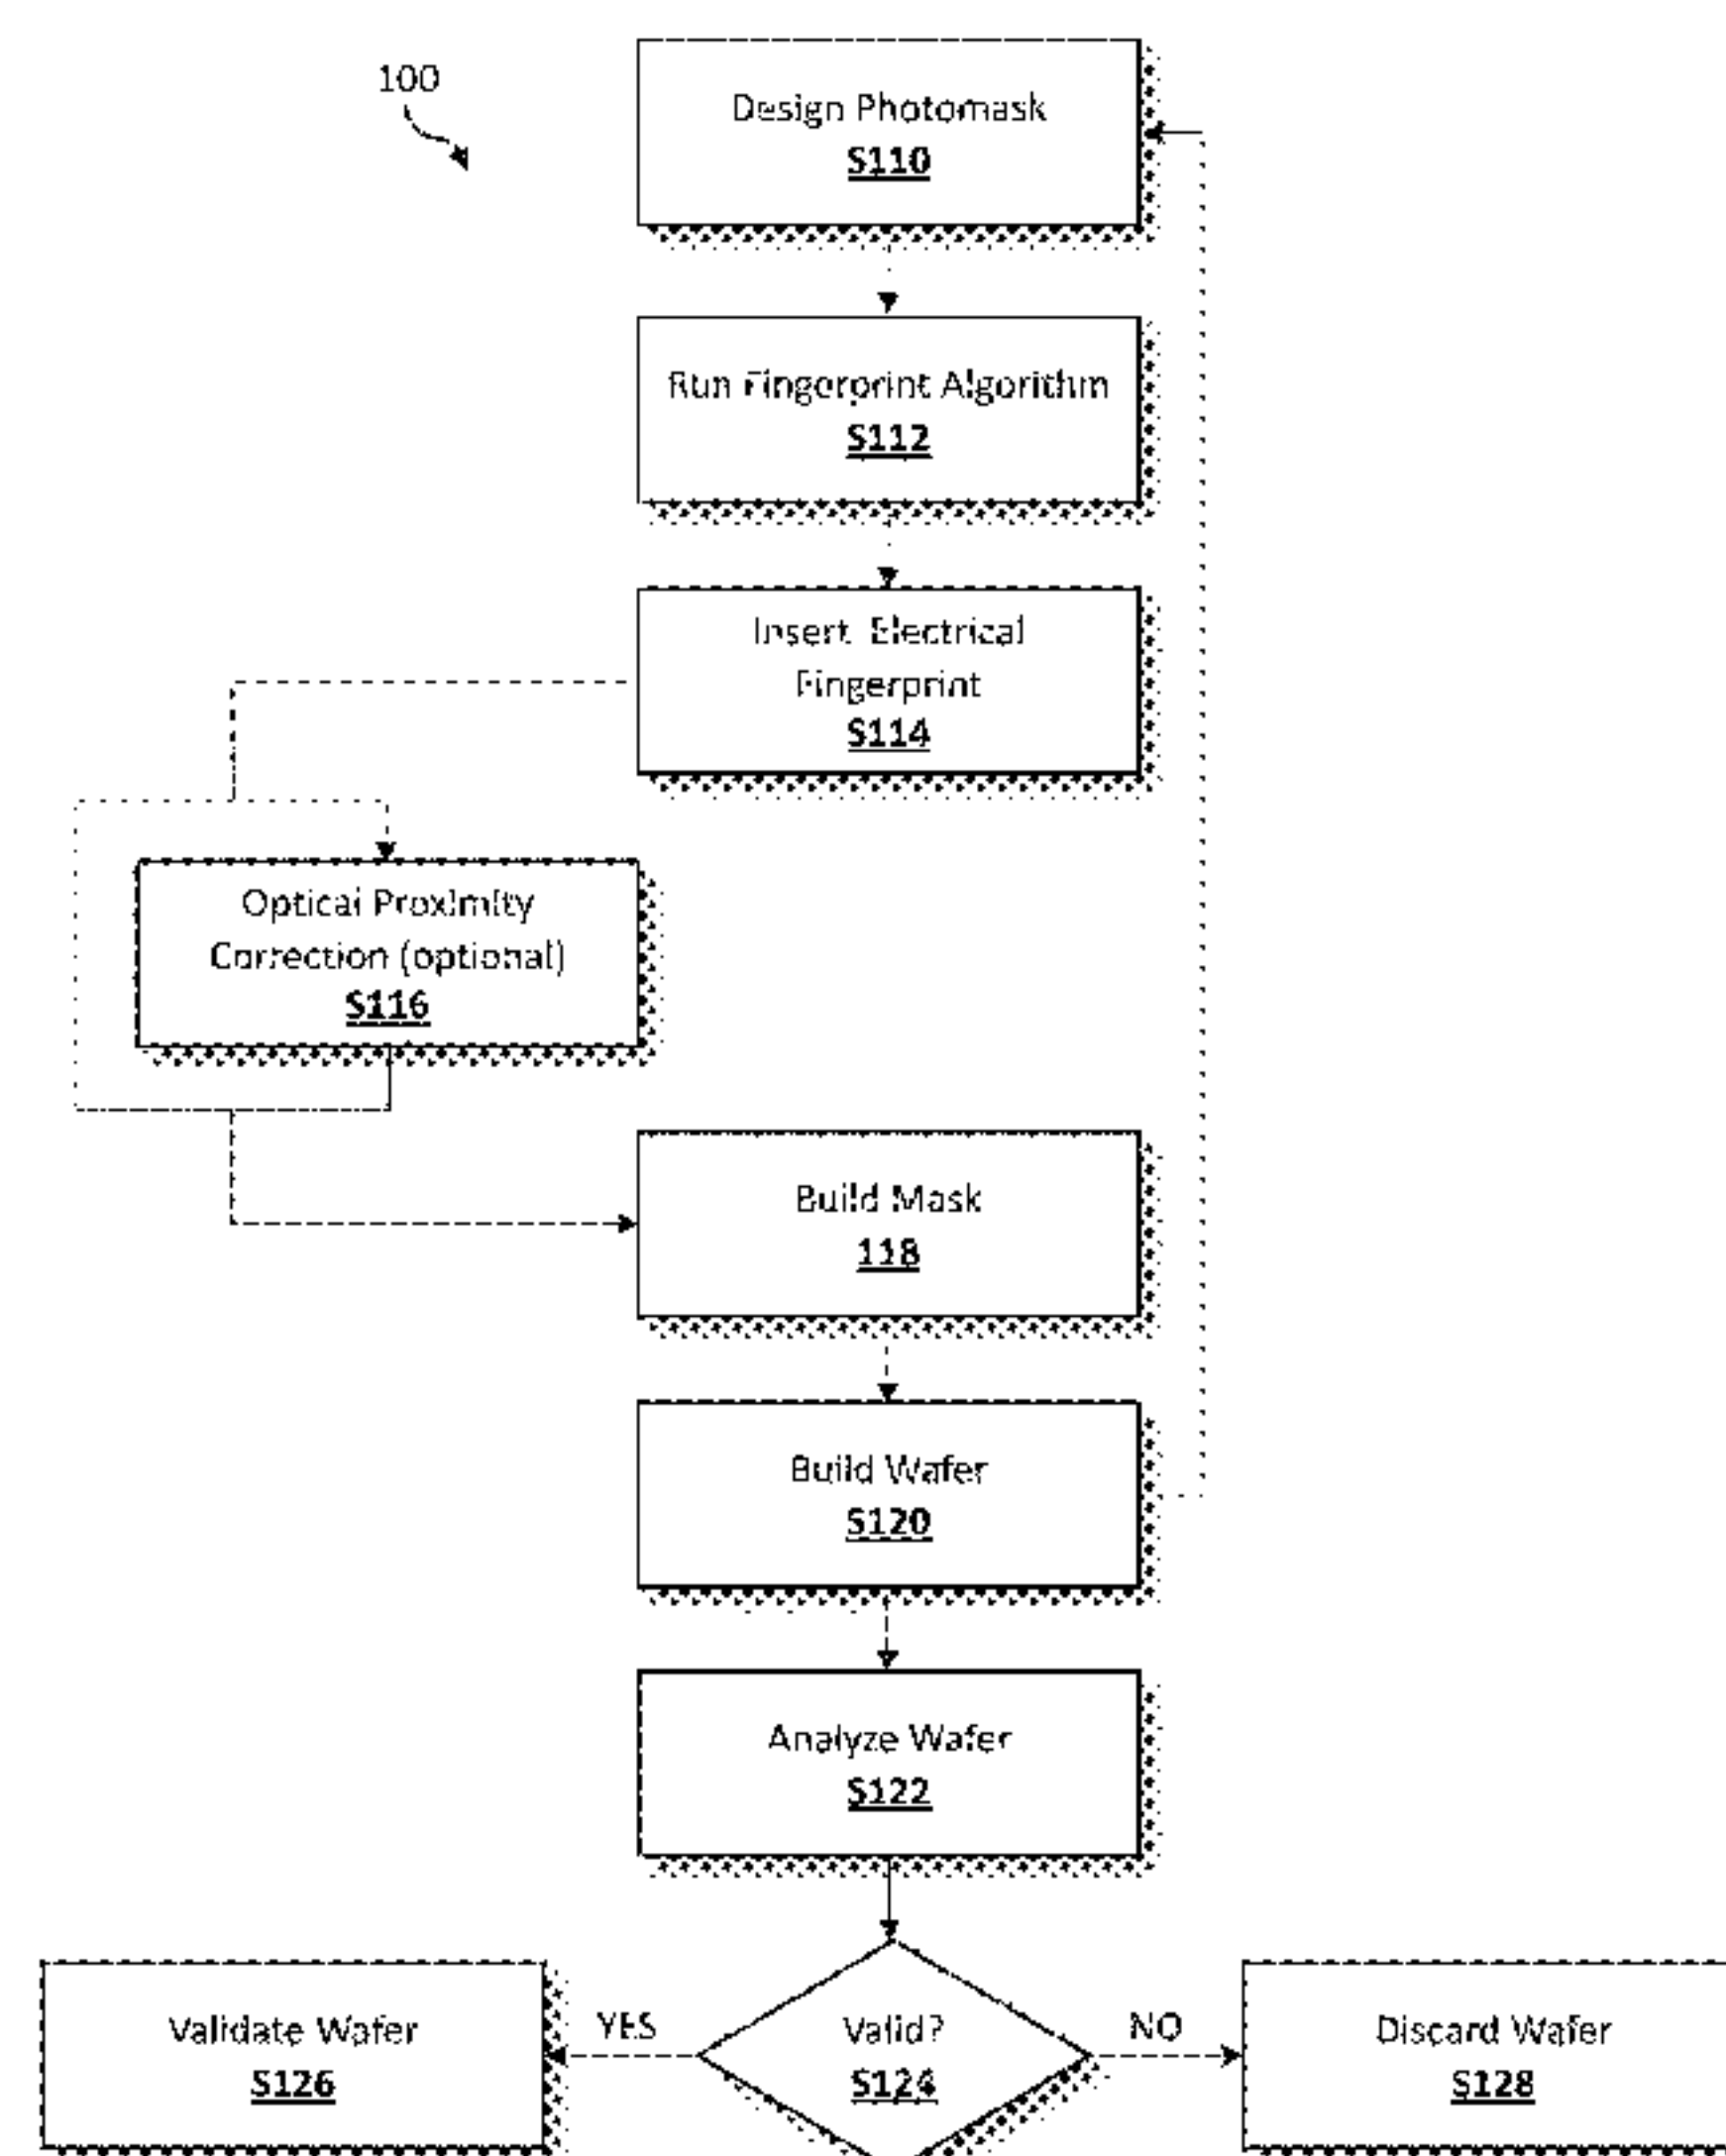 100
Design Photomask
S110
Run Fingerprint Algorithm
S112
Insert Electrical
Fingerprint
S114
Optical Proximity
Correction (optional)
S116
Build Mask
118
Build Wafer
S120
Analyze Wafer
S122
Validate Wafer
S126
YES
Valid?
S124
NO
Discard Wafer
S128